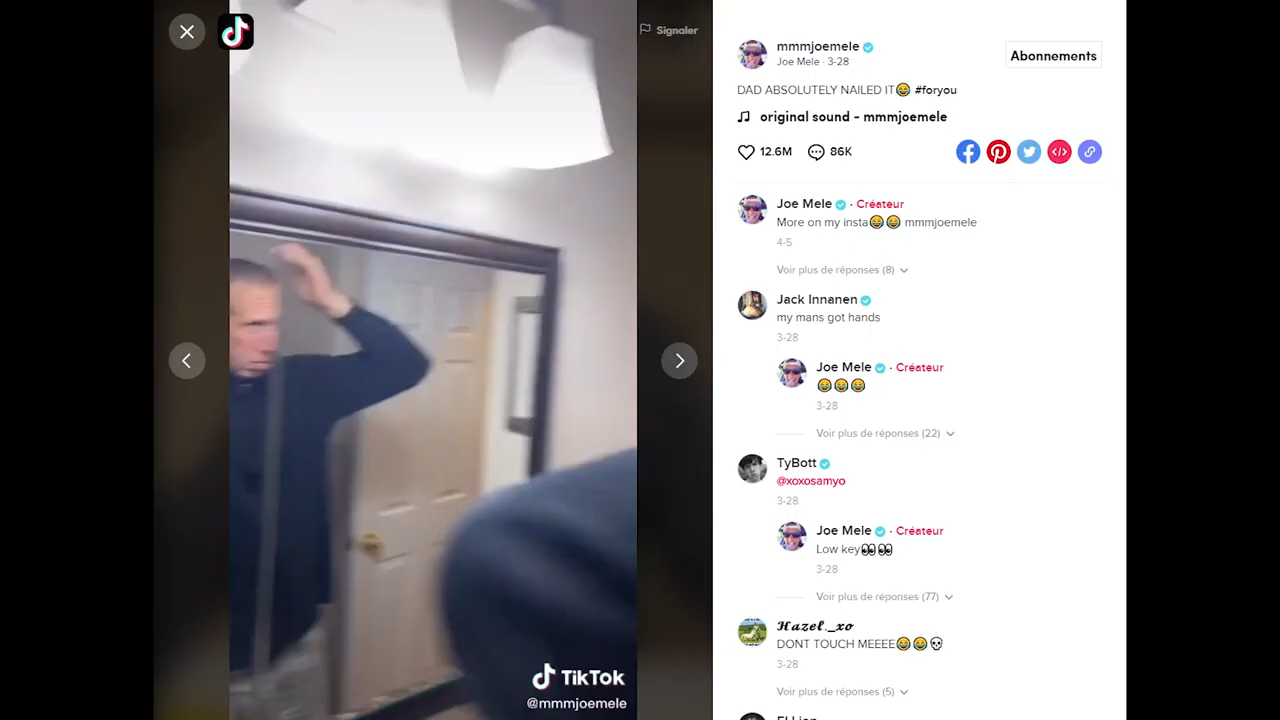 Signaler
TikTok
@mmmjoemele
mmmjoemele
Joe Mele · 3-28
Abonnements
DAD ABSOLUTELY NAILED IT😂 #foryou
original sound - mmmjoemele
12.6M
86K
Joe Mele · Créateur
More on my insta😂😂 mmmjoemele
4-5
Voir plus de réponses (8)
Jack Innanen
my mans got hands
3-28
Joe Mele · Créateur
😂😂😂
3-28
Voir plus de réponses (22)
TyBott
@xoxosamyo
3-28
Joe Mele · Créateur
Low key👀👀
3-28
Voir plus de réponses (77)
𝓗𝓪𝔃𝓮𝓵._𝔁𝓸
DONT TOUCH MEEEE😂😂💀
3-28
Voir plus de réponses (5)